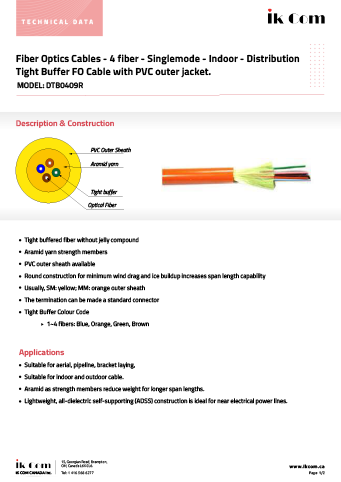 TECHNICAL DATA
ik Com
Fiber Optics Cables - 4 fiber - Singlemode - Indoor - Distribution
Tight Buffer FO Cable with PVC outer jacket.
MODEL: DTB0409R
Description & Construction
PVC Outer Sheath
Aramid yarn
Tight buffer
Optical Fiber
• Tight buffered fiber without jelly compound
• Aramid yarn strength members
• PVC outer sheath available
• Round construction for minimum wind drag and ice buildup increases span length capability
• Usually, SM: yellow; MM: orange outer sheath
• The termination can be made a standard connector
• Tight Buffer Colour Code
▸ 1~4 fibers: Blue, Orange, Green, Brown
Applications
• Suitable for aerial, pipeline, bracket laying,
• Suitable for indoor and outdoor cable.
• Aramid as strength members reduce weight for longer span lengths.
• Lightweight, all-dielectric self-supporting (ADSS) construction is ideal for near electrical power lines.
ik Com
IK COM CANADA Inc.
Georgian Road, Brampton,
ON, Canada
Tel: +
www.ikcom.ca
Page 1/2